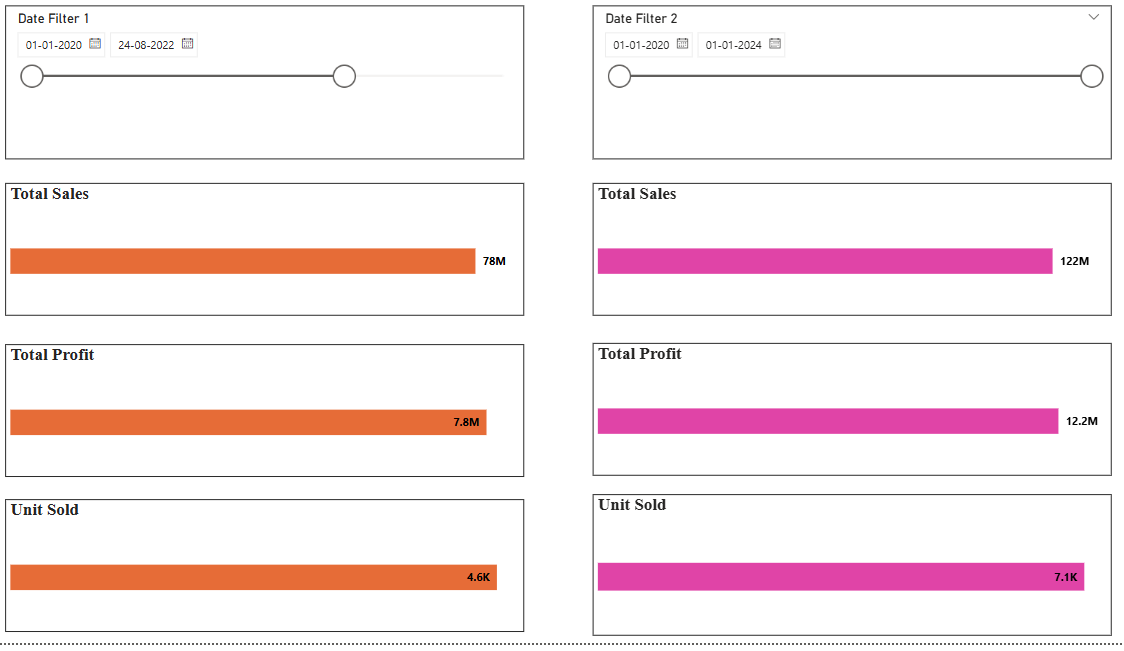 Date Filter 1
01-01-2020 24-08-2022
Total Sales
78M
Total Profit
7.8M
Unit Sold
4.6K
Date Filter 2
01-01-2020 01-01-2024
Total Sales
122M
Total Profit
12.2M
Unit Sold
7.1K